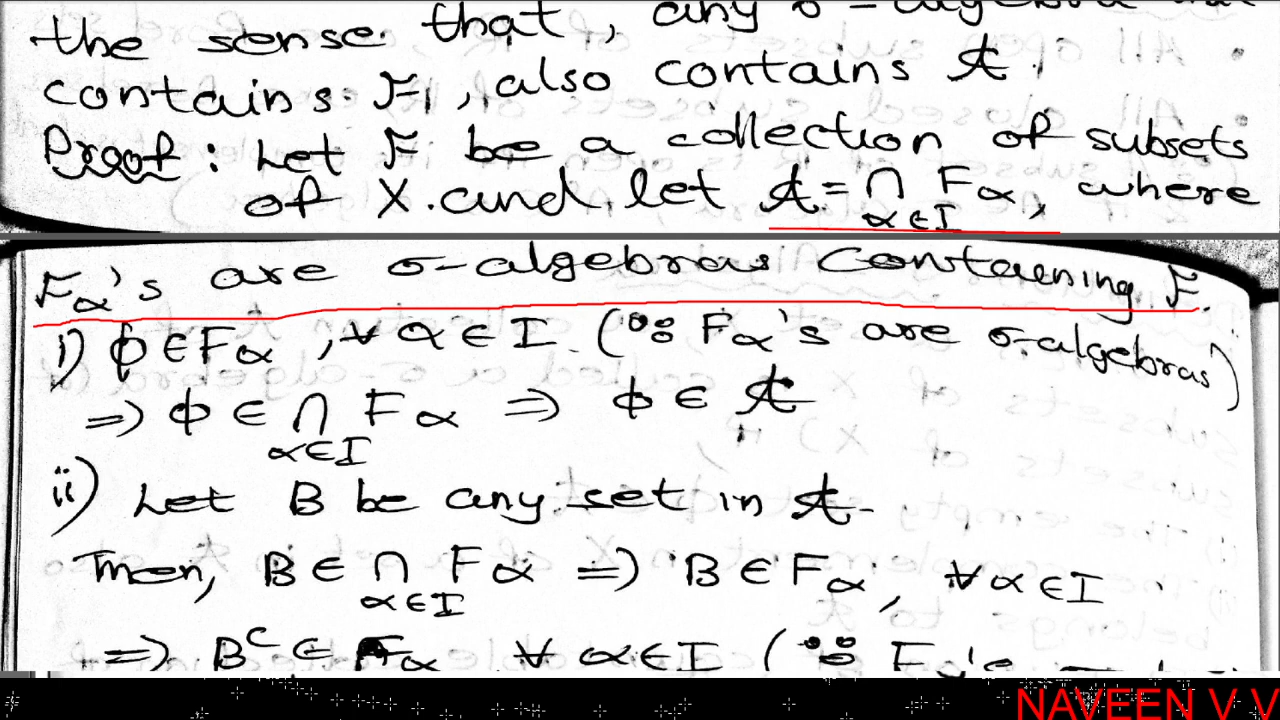 the sense that, any σ-algebra that
contains F, also contains A.
Proof: Let F be a collection of subsets
of X. and let A = ∩ Fα, where
α∈I
Fα's are σ-algebras containing F.
i) ϕ ∈ Fα, ∀ α ∈ I (∵ Fα's are σ-algebras)
⇒ ϕ ∈ ∩ Fα ⇒ ϕ ∈ A
α∈I
ii) Let B be any set in A.
Then, B ∈ ∩ Fα ⇒ B ∈ Fα, ∀ α ∈ I
α∈I
⇒ Bᶜ ∈ Fα ∀ α∈I (∵ Fα's
NAVEEN V V